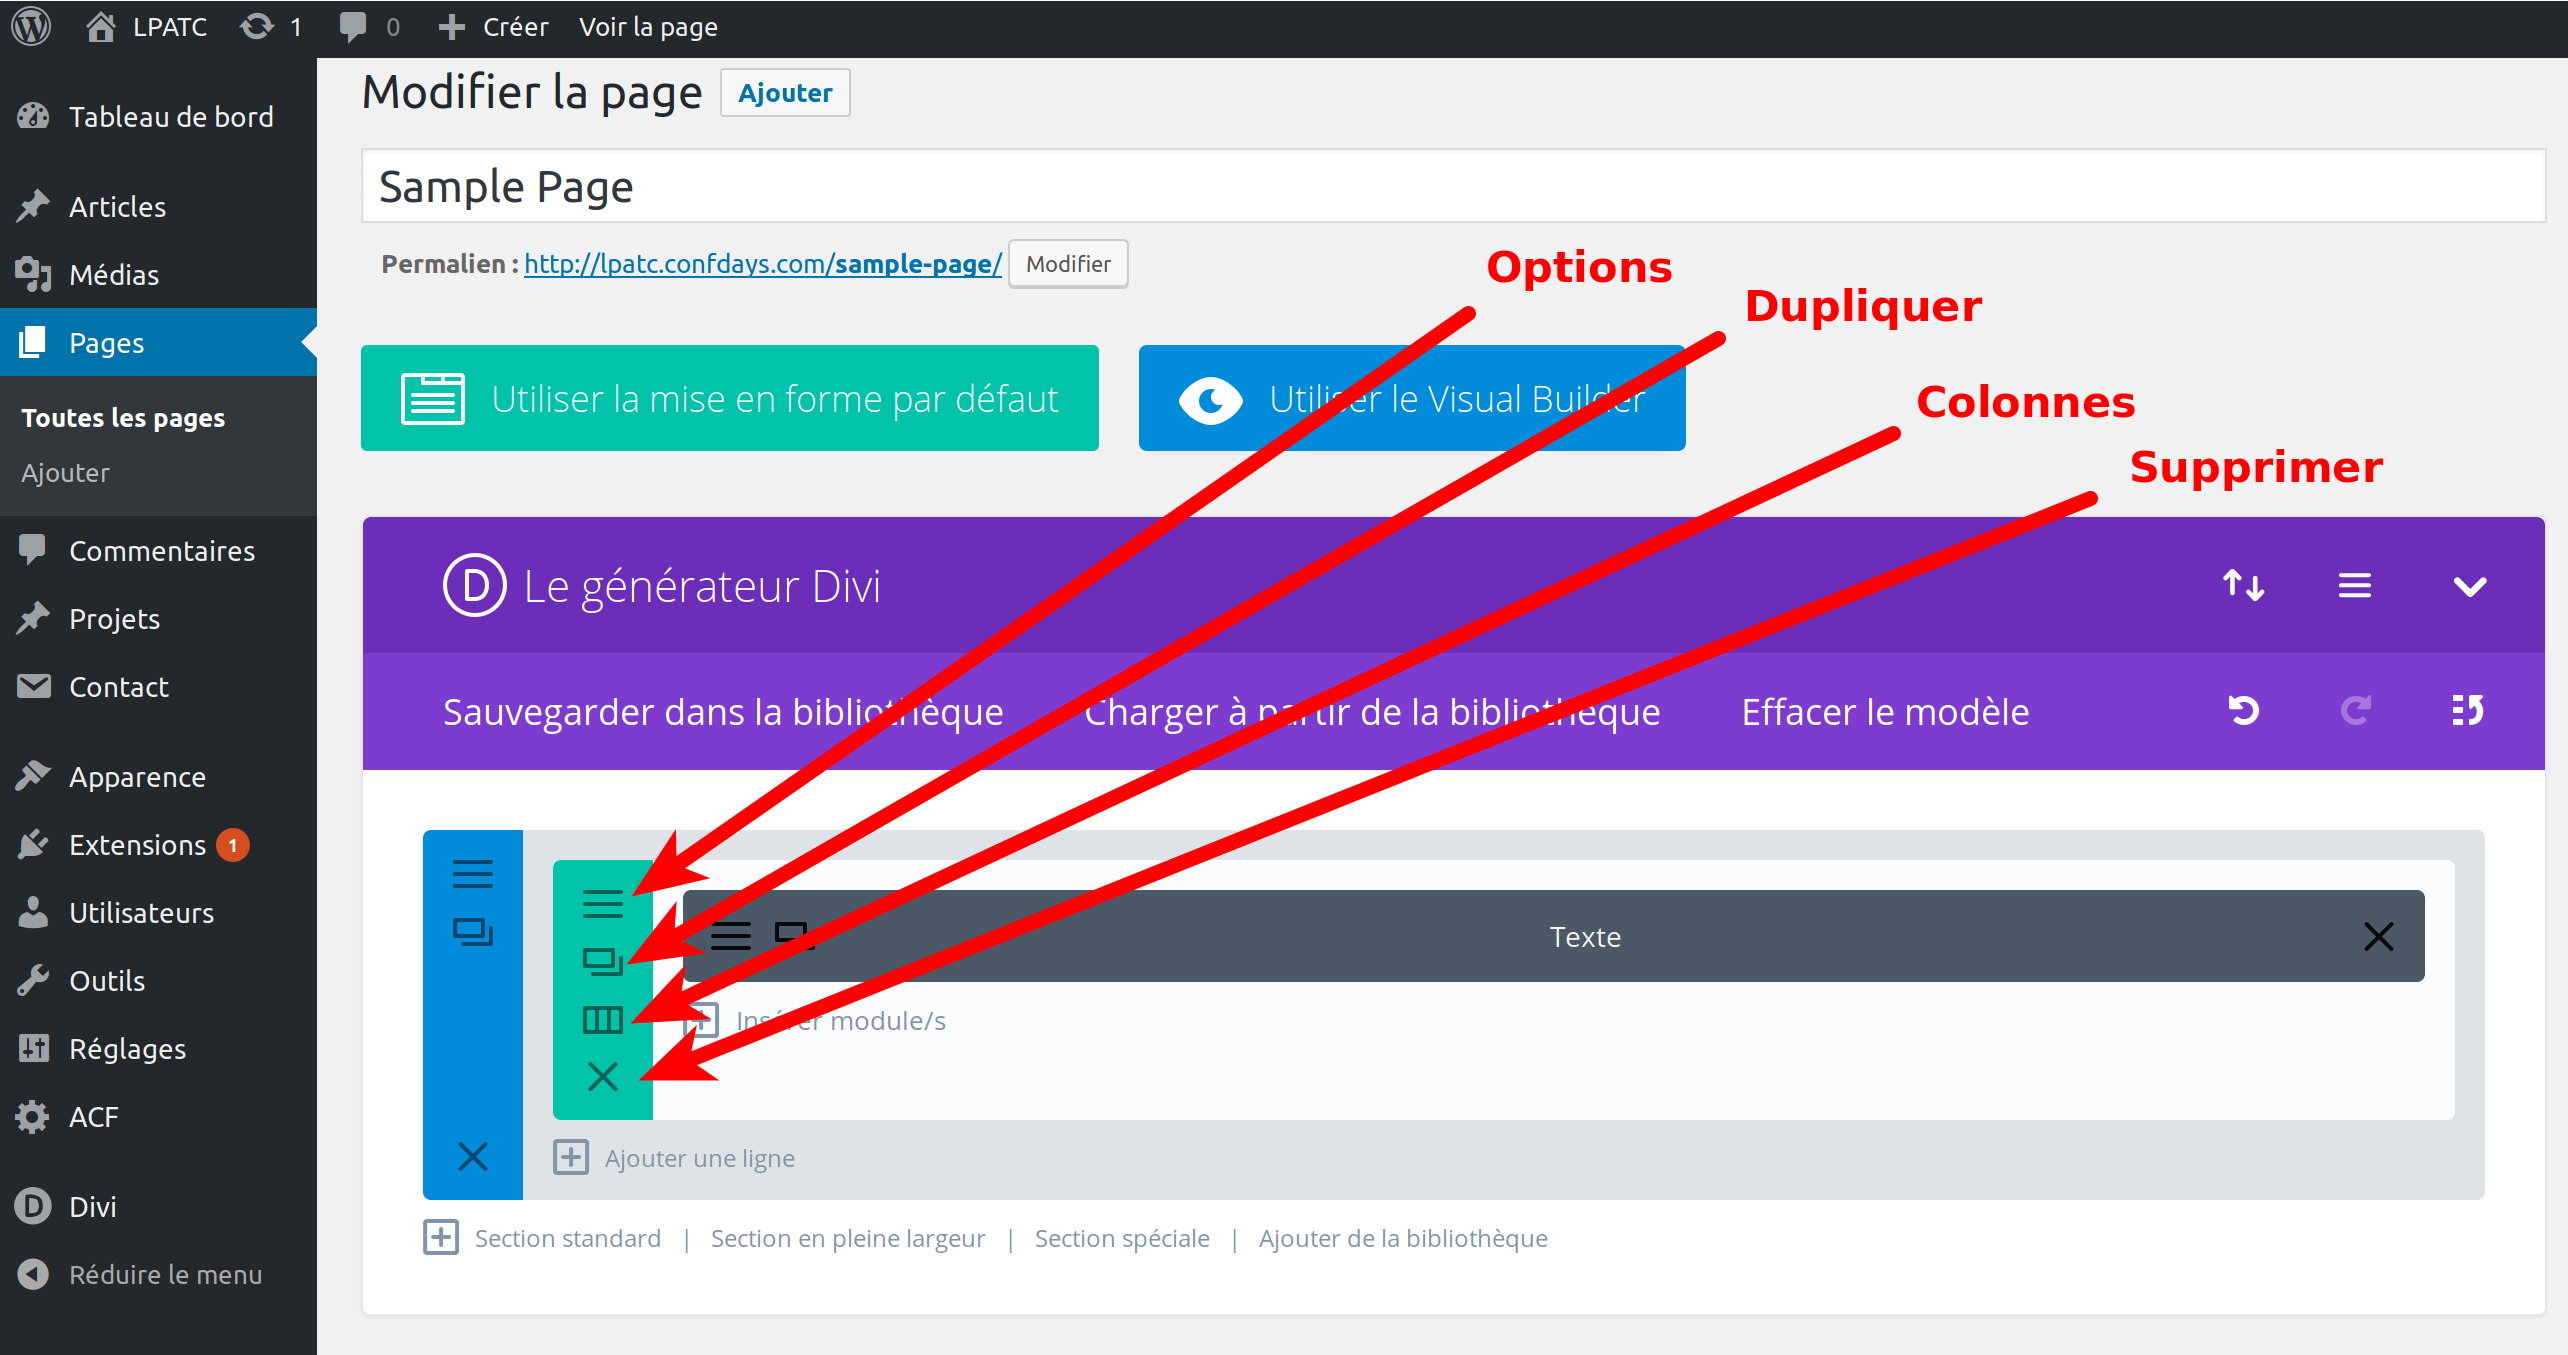 LPATC 1 0 Créer Voir la page
Tableau de bord
Articles
Médias
Pages
Toutes les pages
Ajouter
Commentaires
Projets
Contact
Apparence
Extensions 1
Utilisateurs
Outils
Réglages
ACF
Divi
Réduire le menu
Modifier la page Ajouter
Sample Page
Permalien : http://lpatc.confdays.com/sample-page/ Modifier
Options
Dupliquer
Colonnes
Supprimer
Utiliser la mise en forme par défaut
Utiliser le Visual Builder
D Le générateur Divi
Sauvegarder dans la bibliothèque Charger à partir de la bibliothèque Effacer le modèle
Texte
Insérer module/s
Ajouter une ligne
Section standard | Section en pleine largeur | Section spéciale | Ajouter de la bibliothèque